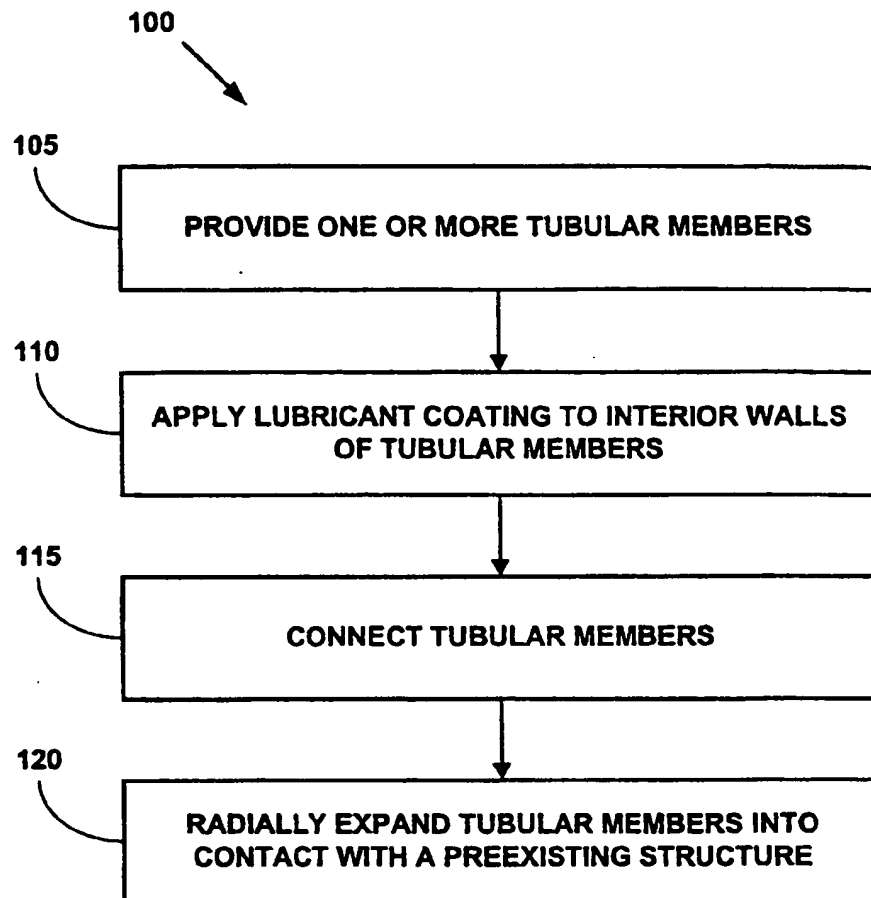 100
105
PROVIDE ONE OR MORE TUBULAR MEMBERS
110
APPLY LUBRICANT COATING TO INTERIOR WALLS
OF TUBULAR MEMBERS
115
CONNECT TUBULAR MEMBERS
120
RADIALLY EXPAND TUBULAR MEMBERS INTO
CONTACT WITH A PREEXISTING STRUCTURE